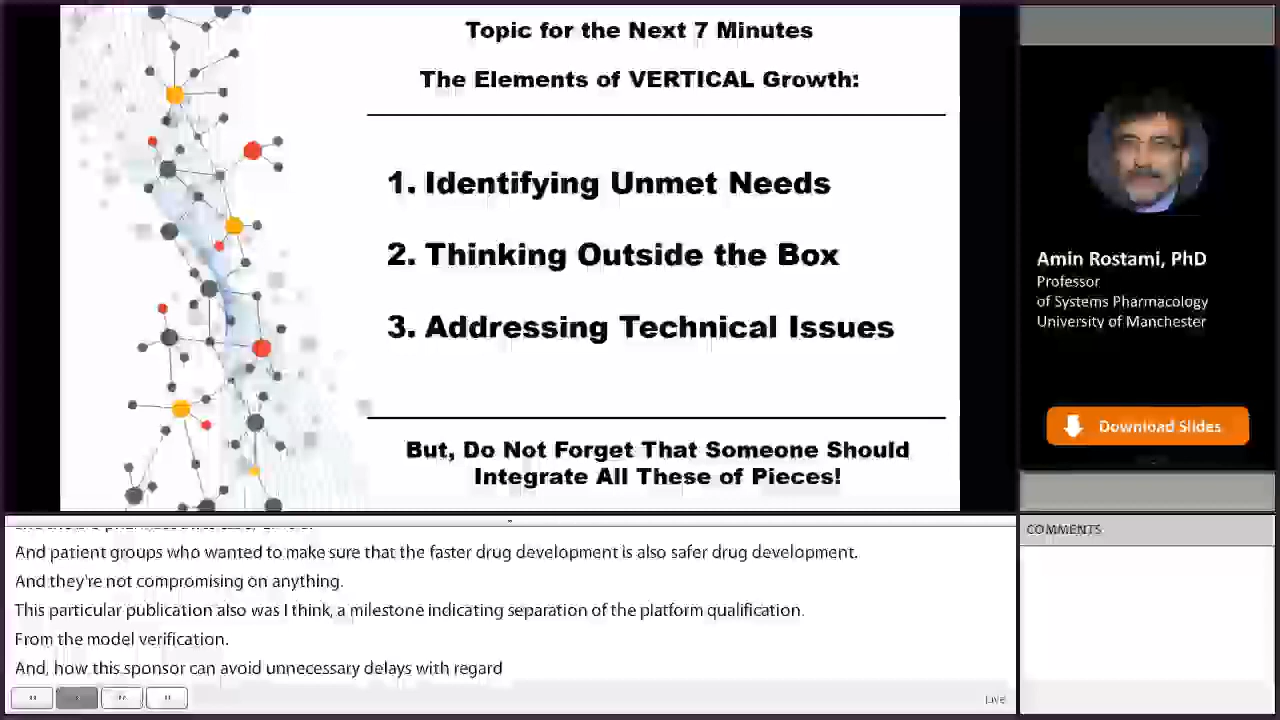 Topic for the Next 7 Minutes
The Elements of VERTICAL Growth:
1. Identifying Unmet Needs
2. Thinking Outside the Box
3. Addressing Technical Issues
But, Do Not Forget That Someone Should
Integrate All These of Pieces!
Amin Rostami, PhD
Professor
of Systems Pharmacology
University of Manchester
Download Slides
And patient groups who wanted to make sure that the faster drug development is also safer drug development.
And they're not compromising on anything.
This particular publication also was I think, a milestone indicating separation of the platform qualification.
From the model verification.
And, how this sponsor can avoid unnecessary delays with regard
Live!
COMMENTS